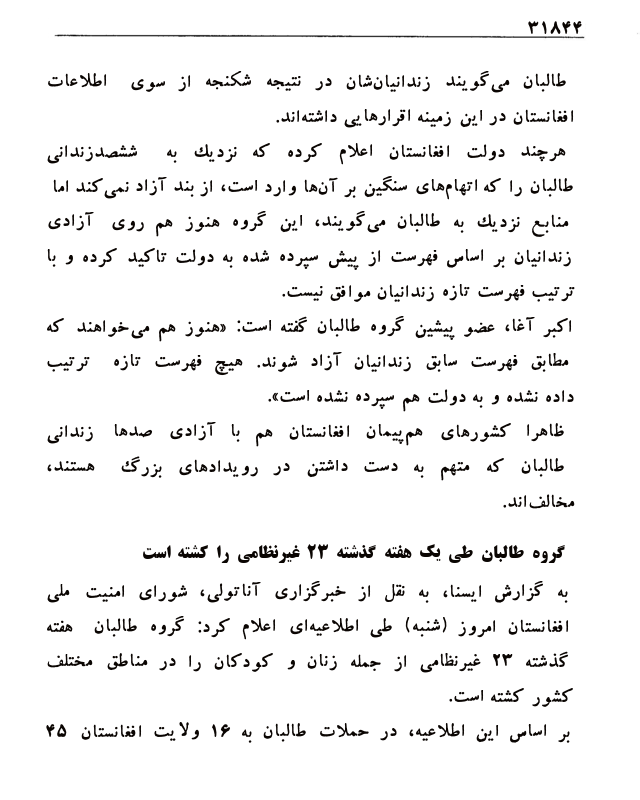 ۳۱۸۴۴
طالبان می‌گویند زندانیان‌شان در نتیجه شکنجه از سوی اطلاعات
افغانستان در این زمینه اقرارهایی داشته‌اند.
هرچند دولت افغانستان اعلام کرده که نزدیك به ششصدزندانی
طالبان را که اتهام‌های سنگین بر آن‌ها وارد است، از بند آزاد نمی‌کند اما
منابع نزدیك به طالبان می‌گویند، این گروه هنوز هم روی آزادی
زندانیان بر اساس فهرست از پیش سپرده شده به دولت تاکید کرده و با
ترتیب فهرست تازه زندانیان موافق نیست.
اکبر آغا، عضو پیشین گروه طالبان گفته است: «هنوز هم می‌خواهند که
مطابق فهرست سابق زندانیان آزاد شوند. هیچ فهرست تازه ترتیب
داده نشده و به دولت هم سپرده نشده است».
ظاهرا کشورهای هم‌پیمان افغانستان هم با آزادی صدها زندانی
طالبان که متهم به دست داشتن در رویدادهای بزرگ هستند،
مخالف‌اند.
گروه طالبان طی یک هفته گذشته ۲۳ غیرنظامی را کشته است
به گزارش ایسنا، به نقل از خبرگزاری آناتولی، شورای امنیت ملی
افغانستان امروز (شنبه) طی اطلاعیه‌ای اعلام کرد: گروه طالبان هفته
گذشته ۲۳ غیرنظامی از جمله زنان و کودکان را در مناطق مختلف
کشور کشته است.
بر اساس این اطلاعیه، در حملات طالبان به ۱۶ ولایت افغانستان ۴۵